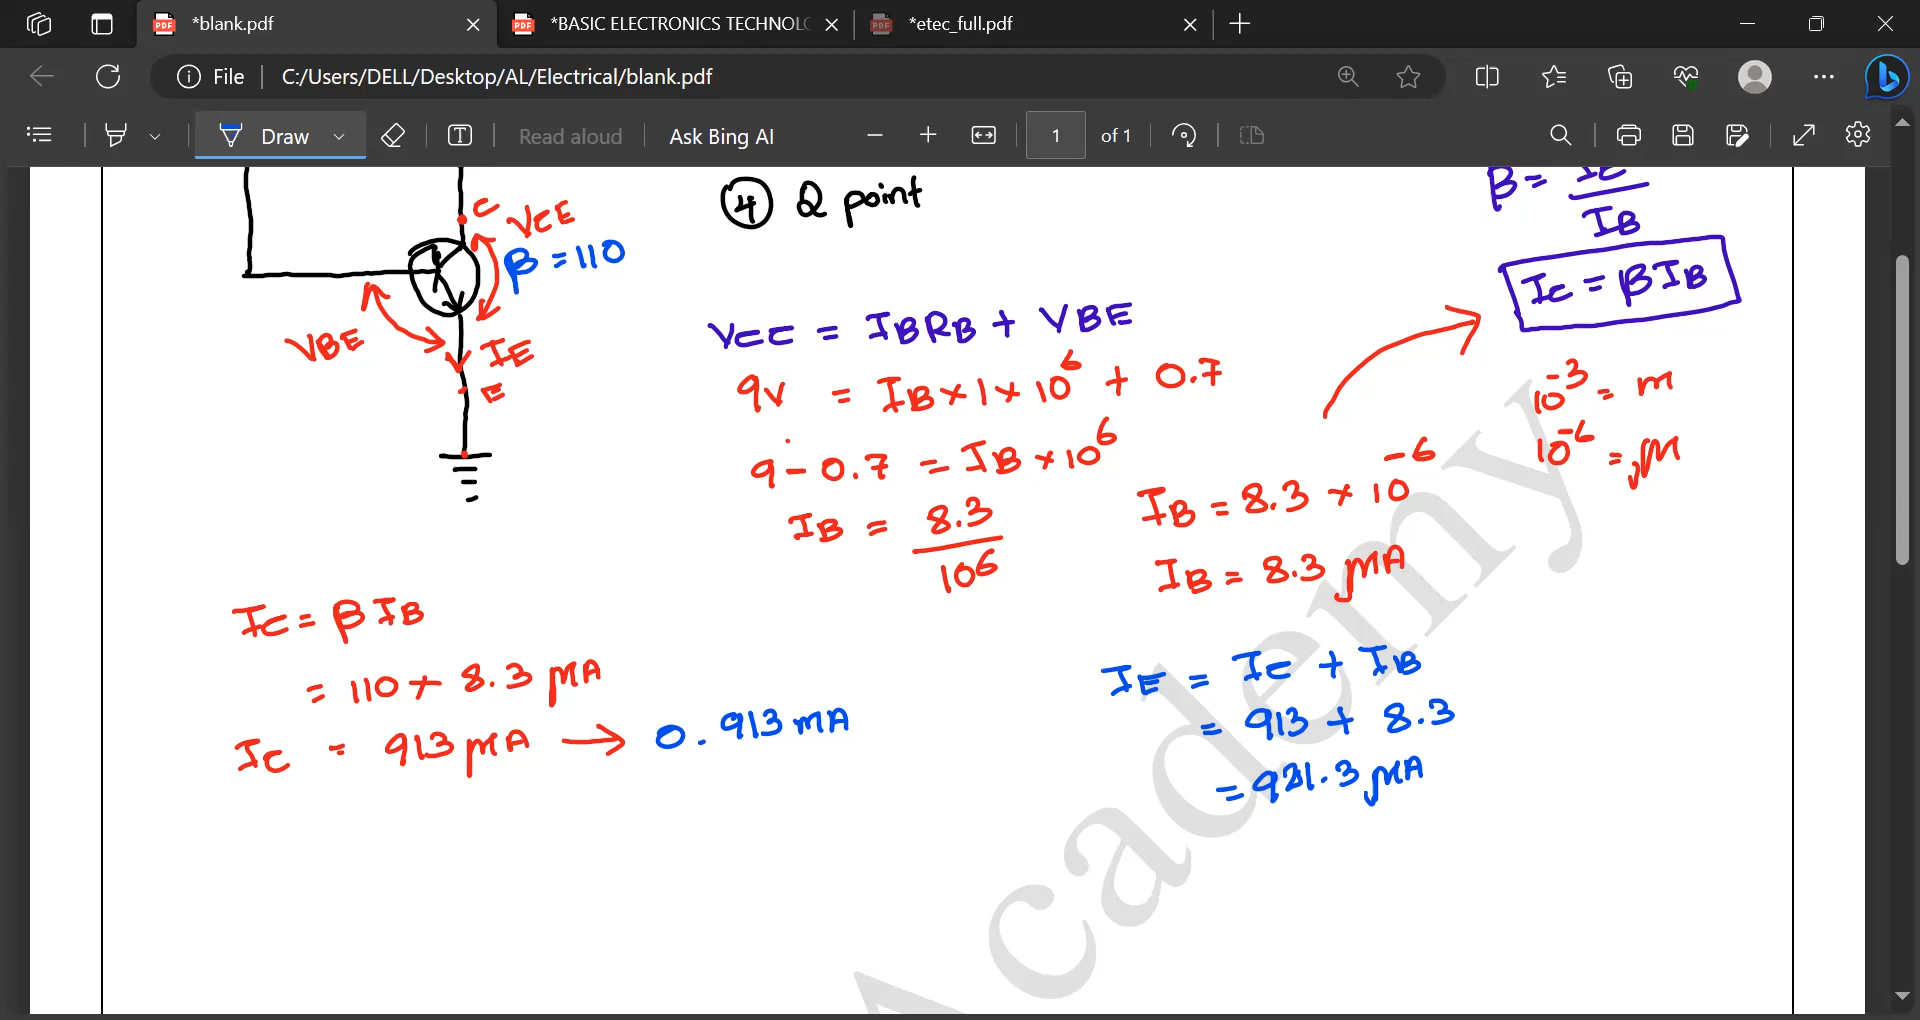 *blank.pdf
*BASIC ELECTRONICS TECHNOLO
*etec_full.pdf
File
C:/Users/DELL/Desktop/AL/Electrical/blank.pdf
Draw
Read aloud
Ask Bing AI
1 of 1
C
VCE
β = 110
VBE
IE
E
④ Q point
β = IC / IB
IC = βIB
VCC = IBRB + VBE
9V = IB × 1 × 10⁶ + 0.7
9 - 0.7 = IB × 10⁶
IB = 8.3 / 10⁶
10⁻³ = m
10⁻⁶ = μ
IB = 8.3 × 10⁻⁶
IB = 8.3 μA
IC = β IB
= 110 × 8.3 μA
IC = 913 μA → 0.913 mA
IE = IC + IB
= 913 + 8.3
= 921.3 μA
Academy